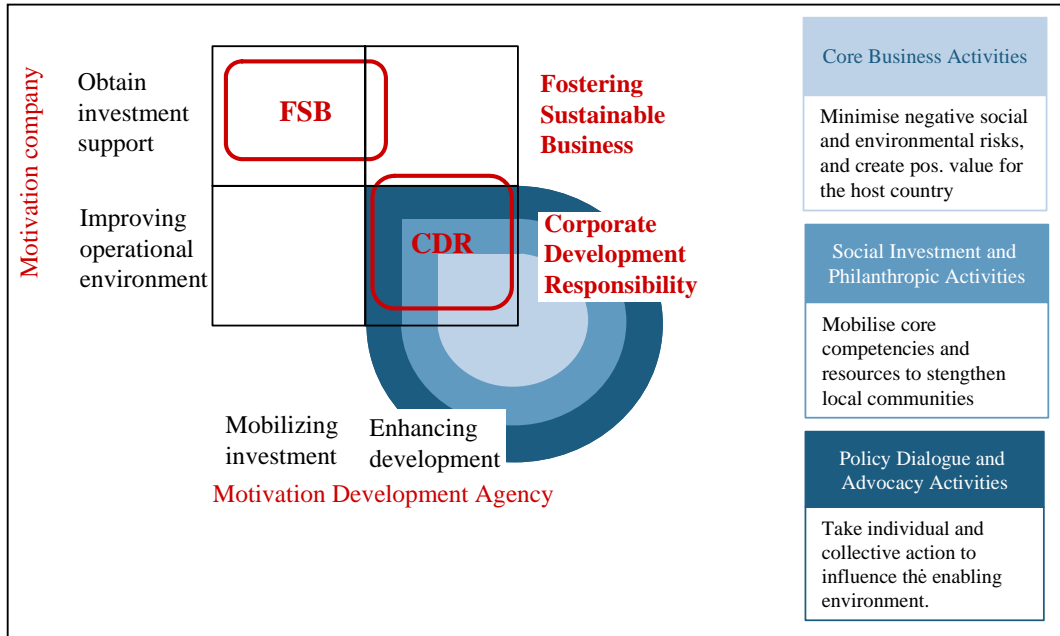 Motivation company
Obtain
investment
support
FSB
Fostering
Sustainable
Business
Improving
operational
environment
CDR
Corporate
Development
Responsibility
Mobilizing
investment
Enhancing
development
Motivation Development Agency
Core Business Activities
Minimise negative social
and environmental risks,
and create pos. value for
the host country
Social Investment and
Philanthropic Activities
Mobilise core
competencies and
resources to stengthen
local communities
Policy Dialogue and
Advocacy Activities
Take individual and
collective action to
influence thė enabling
environment.